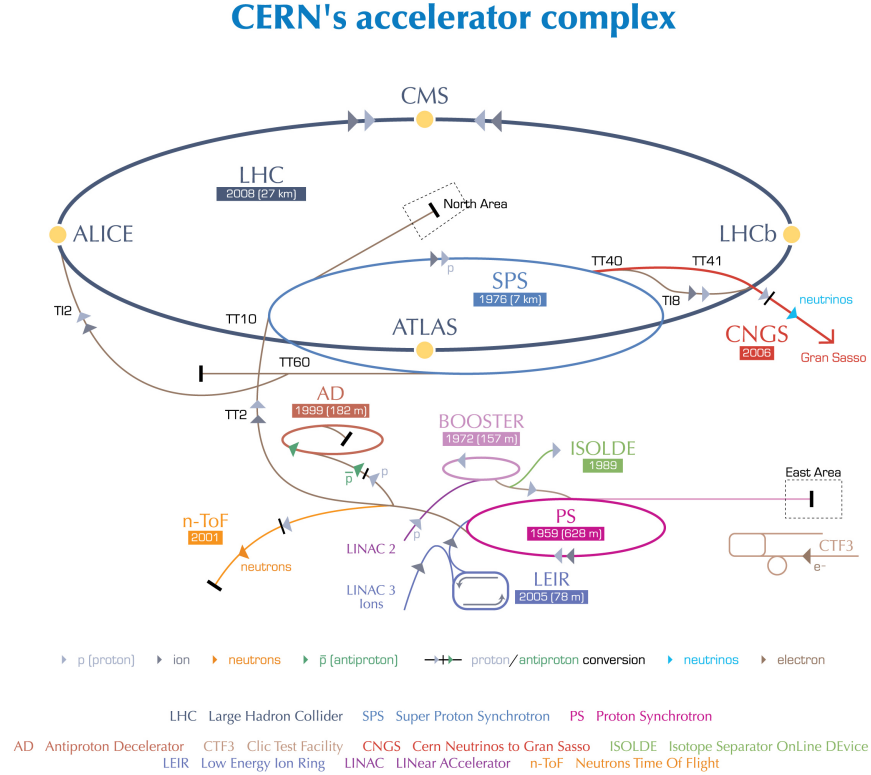 CERN's accelerator complex
CMS
LHC
2008 (27 km)
North Area
ALICE
LHCb
TT40
TT41
p
SPS
1976 (7 km)
TI8
neutrinos
TI2
TT10
ATLAS
CNGS
2006
Gran Sasso
TT60
AD
1999 (182 m)
TT2
BOOSTER
1972 (157 m)
ISOLDE
1989
p̅
p
East Area
n-ToF
2001
p
PS
1959 (628 m)
LINAC 2
CTF3
neutrons
e–
LINAC 3
Ions
LEIR
2005 (78 m)
p (proton)
ion
neutrons
p̅ (antiproton)
proton/antiproton conversion
neutrinos
electron
LHC Large Hadron Collider SPS Super Proton Synchrotron PS Proton Synchrotron
AD Antiproton Decelerator CTF3 Clic Test Facility CNGS Cern Neutrinos to Gran Sasso ISOLDE Isotope Separator OnLine DEvice
LEIR Low Energy Ion Ring LINAC LINear ACcelerator n-ToF Neutrons Time Of Flight